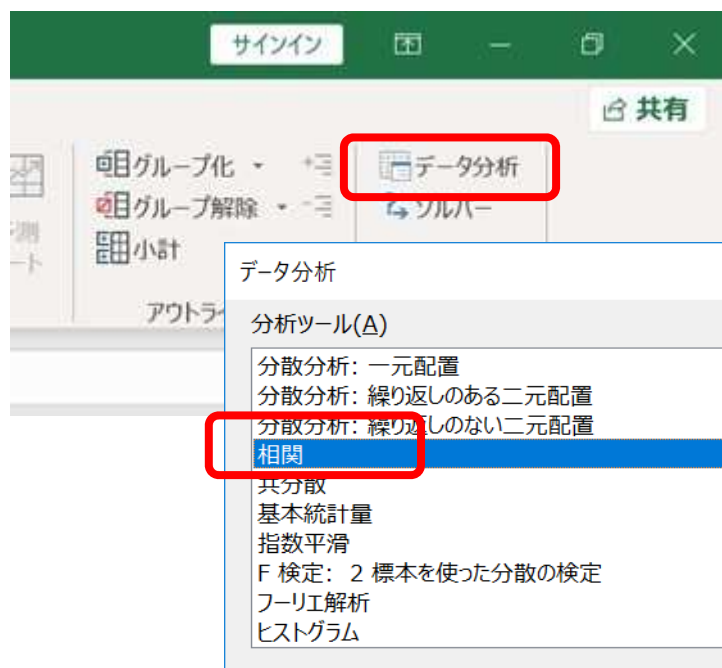 サインイン
共有
グループ化
データ分析
グループ解除
ソルバー
小計
アウトライ
データ分析
分析ツール(A)
分散分析: 一元配置
分散分析: 繰り返しのある二元配置
分散分析: 繰り返しのない二元配置
相関
共分散
基本統計量
指数平滑
F 検定: 2 標本を使った分散の検定
フーリエ解析
ヒストグラム